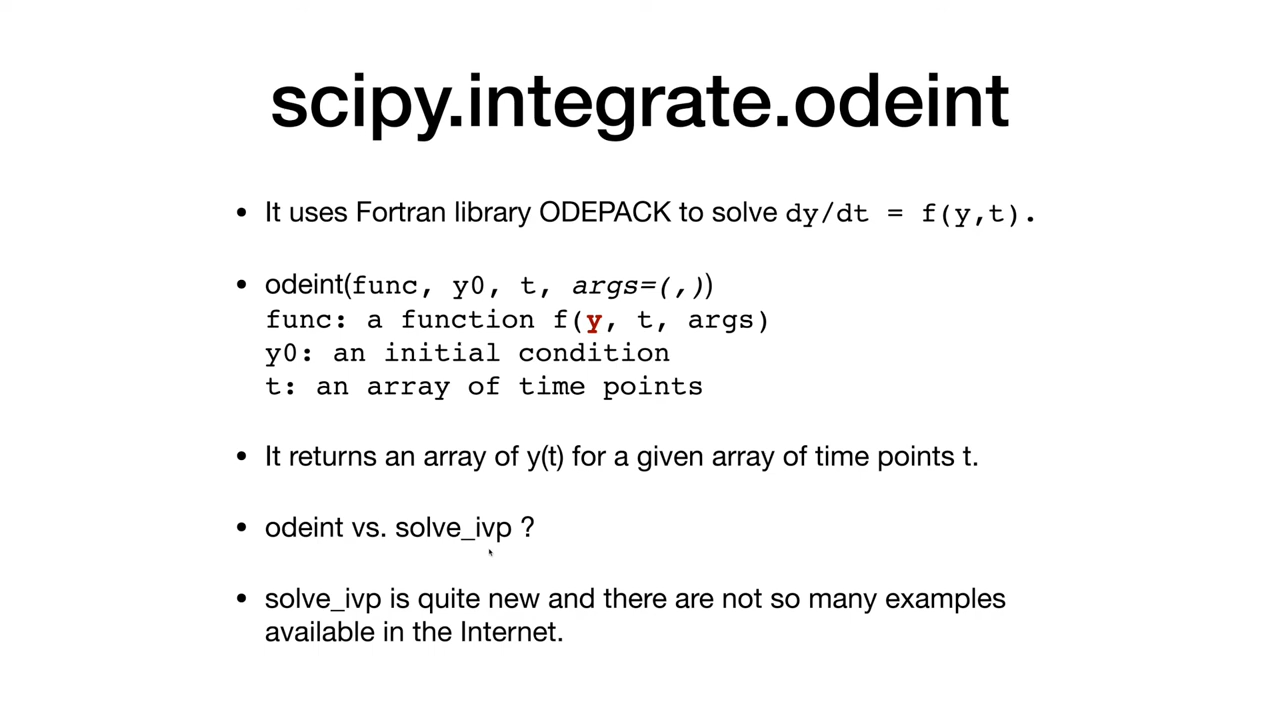 scipy.integrate.odeint
• It uses Fortran library ODEPACK to solve dy/dt = f(y,t).
• odeint(func, y0, t, args=(,))
func: a function f(y, t, args)
y0: an initial condition
t: an array of time points
• It returns an array of y(t) for a given array of time points t.
• odeint vs. solve_ivp ?
• solve_ivp is quite new and there are not so many examples
available in the Internet.